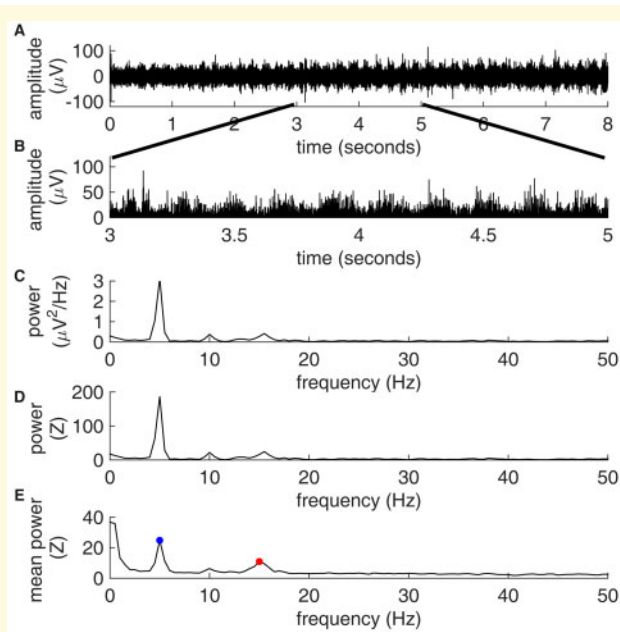 A
amplitude
(μV)
100
0
-100
0 1 2 3 4 5 6 7 8
time (seconds)
B
amplitude
(μV)
100
50
0
3 3.5 4 4.5 5
time (seconds)
C
power
(μV²/Hz)
3
2
1
0
0 10 20 30 40 50
frequency (Hz)
D
power
(Z)
200
100
0
0 10 20 30 40 50
frequency (Hz)
E
mean power
(Z)
40
20
0
0 10 20 30 40 50
frequency (Hz)